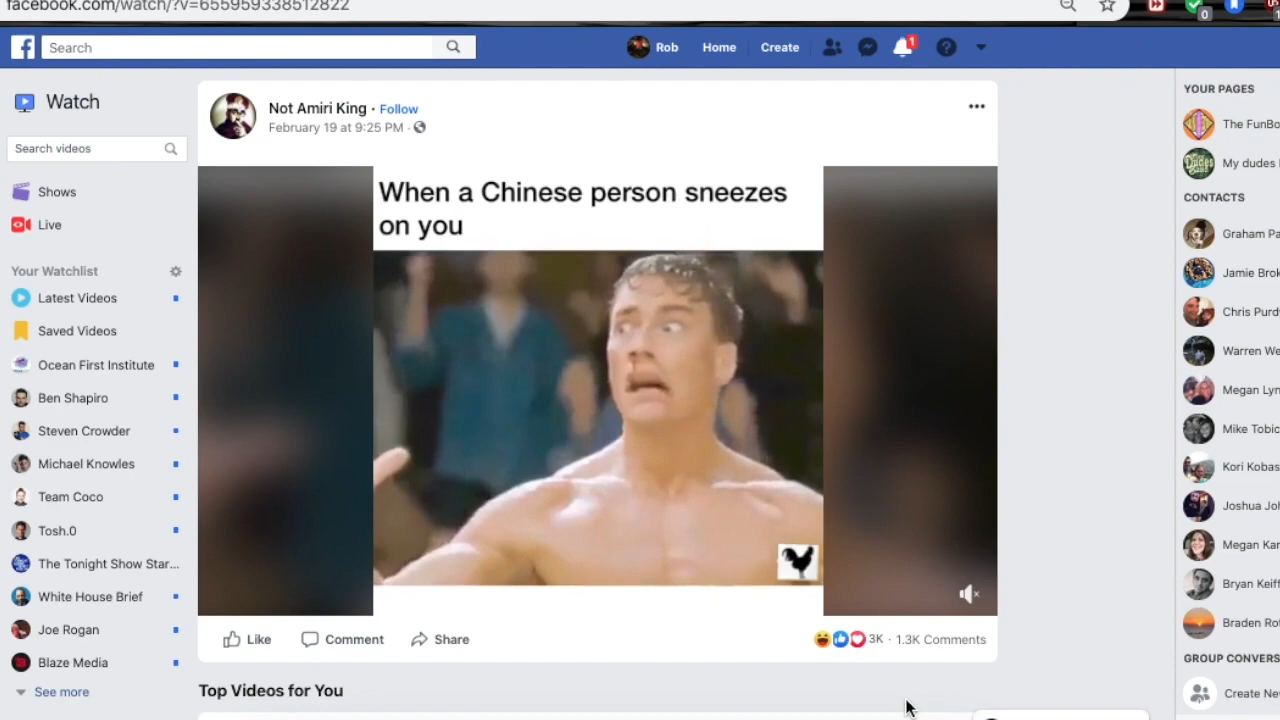 facebook.com/watch/?v=655959338512822
0
Search
Rob
Home
Create
1
Watch
Search videos
Shows
Live
Your Watchlist
Latest Videos
Saved Videos
Ocean First Institute
Ben Shapiro
Steven Crowder
Michael Knowles
Team Coco
Tosh.0
The Tonight Show Star...
White House Brief
Joe Rogan
Blaze Media
See more
Not Amiri King · Follow
February 19 at 9:25 PM ·
When a Chinese person sneezes
on you
Like
Comment
Share
3K · 1.3K Comments
Top Videos for You
YOUR PAGES
The FunBo
My dudes
CONTACTS
Graham Pa
Jamie Brok
Chris Purdy
Warren We
Megan Lyn
Mike Tobic
Kori Kobas
Joshua Joh
Megan Kar
Bryan Keiff
Braden Rot
GROUP CONVERS
Create Ne